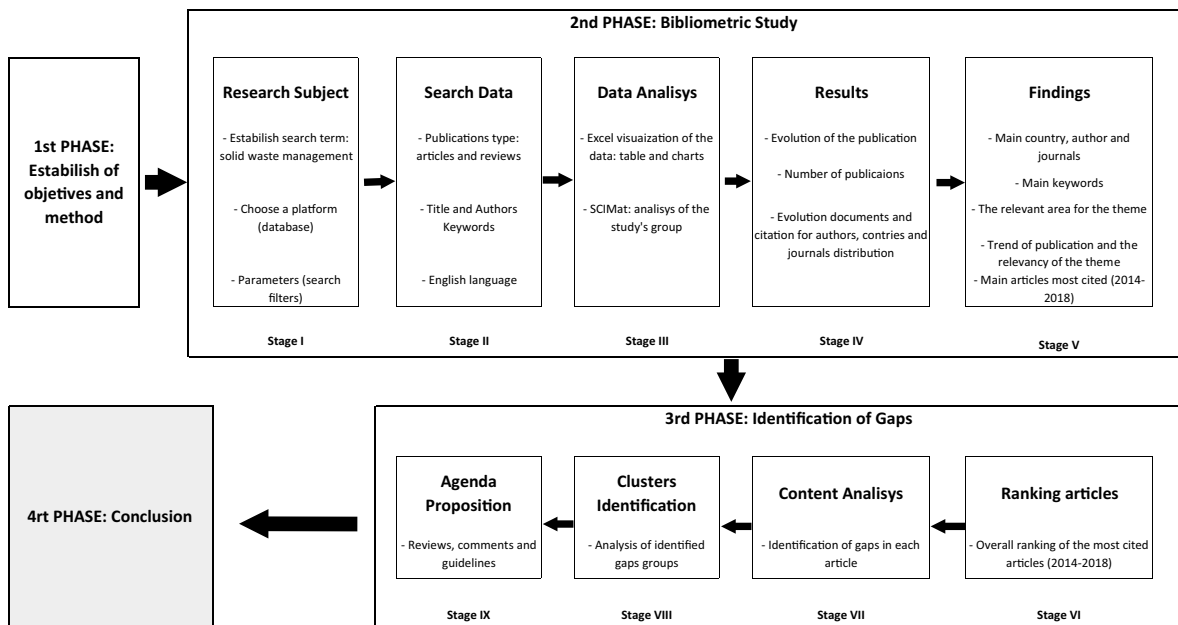 2nd PHASE: Bibliometric Study
1st PHASE:
Estabilish of
objetives and
method
Research Subject
- Estabilish search term:
solid waste management
- Choose a platform
(database)
- Parameters (search
filters)
Stage I
Search Data
- Publications type:
articles and reviews
- Title and Authors
Keywords
- English language
Stage II
Data Analisys
- Excel visuaization of the
data: table and charts
- SCIMat: analisys of the
study's group
Stage III
Results
- Evolution of the publication
- Number of publicaions
- Evolution documents and
citation for authors, contries and
journals distribution
Stage IV
Findings
- Main country, author and
journals
- Main keywords
- The relevant area for the theme
- Trend of publication and the
relevancy of the theme
- Main articles most cited (2014-
2018)
Stage V
3rd PHASE: Identification of Gaps
Ranking articles
- Overall ranking of the most cited
articles (2014-2018)
Stage VI
Content Analisys
- Identification of gaps in each
article
Stage VII
Clusters
Identification
- Analysis of identified
gaps groups
Stage VIII
Agenda
Proposition
- Reviews, comments and
guidelines
Stage IX
4rt PHASE: Conclusion